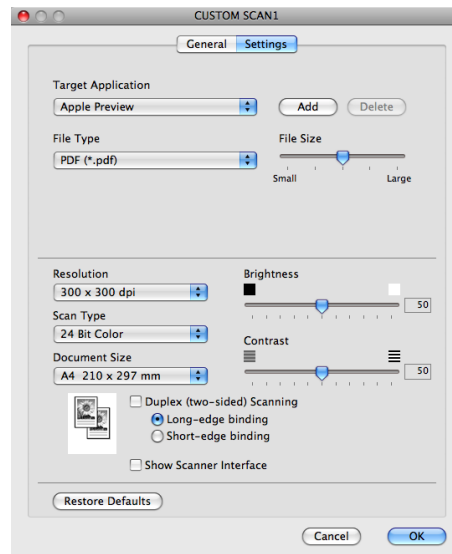 CUSTOM SCAN1
General Settings
Target Application
Apple Preview Add Delete
File Type File Size
PDF (*.pdf)
Small Large
Resolution Brightness
300 x 300 dpi
50
Scan Type
24 Bit Color
Contrast
Document Size
A4 210 x 297 mm 50
Duplex (two-sided) Scanning
Long-edge binding
Short-edge binding
Show Scanner Interface
Restore Defaults
Cancel OK